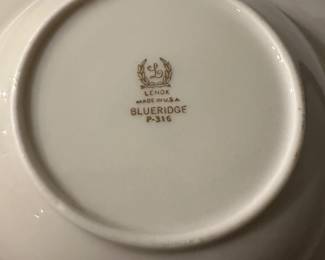 L
LENOX
MADE IN U.S.A.
BLUERIDGE
P-316